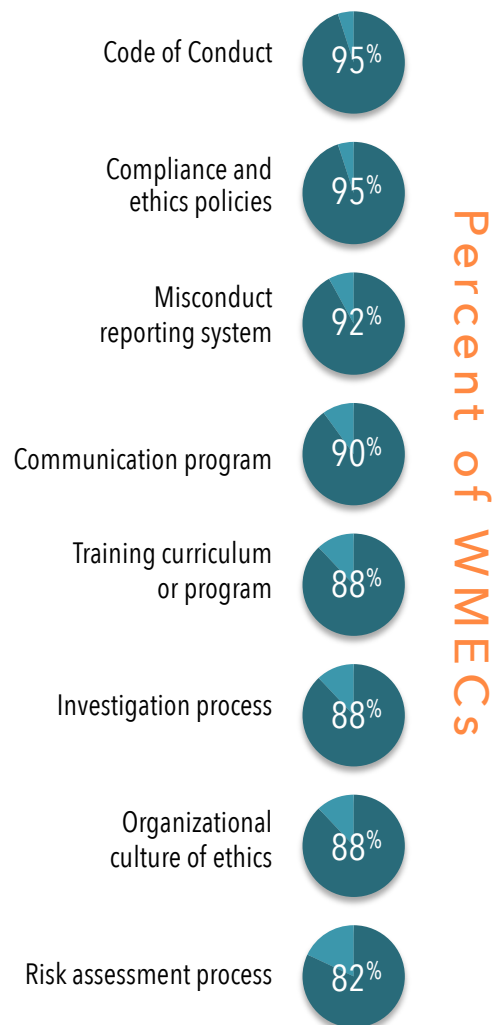 Code of Conduct
95%
Compliance and
ethics policies
95%
Misconduct
reporting system
92%
Communication program
90%
Training curriculum
or program
88%
Investigation process
88%
Organizational
culture of ethics
88%
Risk assessment process
82%
Percent of WMECs